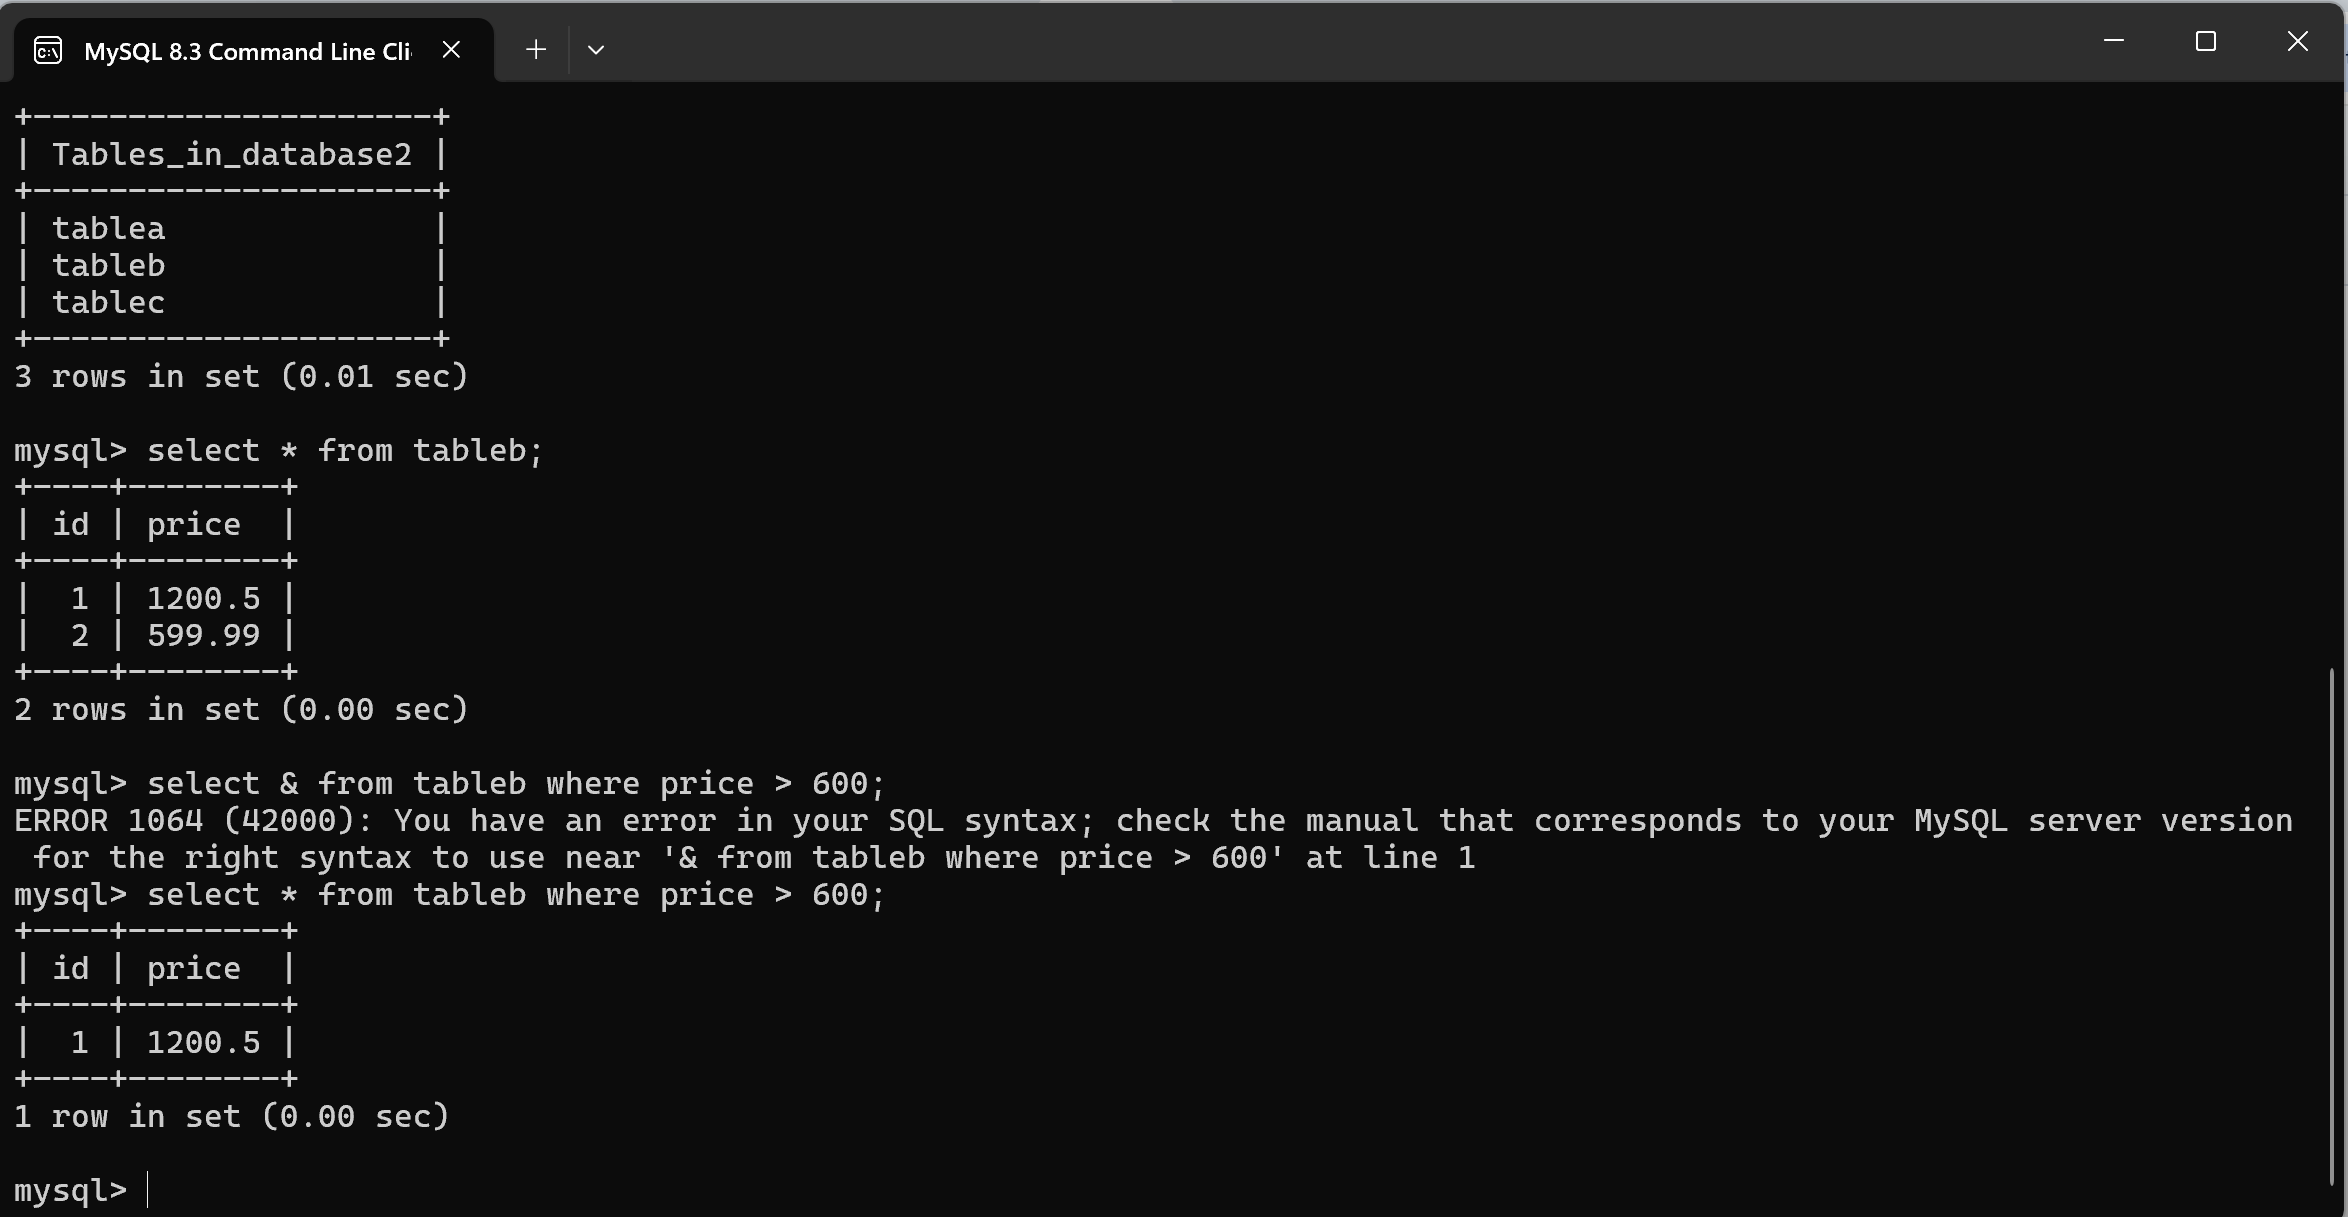 MySQL 8.3 Command Line Cli
+---------------------+
| Tables_in_database2 |
+---------------------+
| tablea              |
| tableb              |
| tablec              |
+---------------------+
3 rows in set (0.01 sec)
mysql> select * from tableb;
+----+--------+
| id | price  |
+----+--------+
|  1 | 1200.5 |
|  2 | 599.99 |
+----+--------+
2 rows in set (0.00 sec)
mysql> select & from tableb where price > 600;
ERROR 1064 (42000): You have an error in your SQL syntax; check the manual that corresponds to your MySQL server version
 for the right syntax to use near '& from tableb where price > 600' at line 1
mysql> select * from tableb where price > 600;
+----+--------+
| id | price  |
+----+--------+
|  1 | 1200.5 |
+----+--------+
1 row in set (0.00 sec)
mysql>